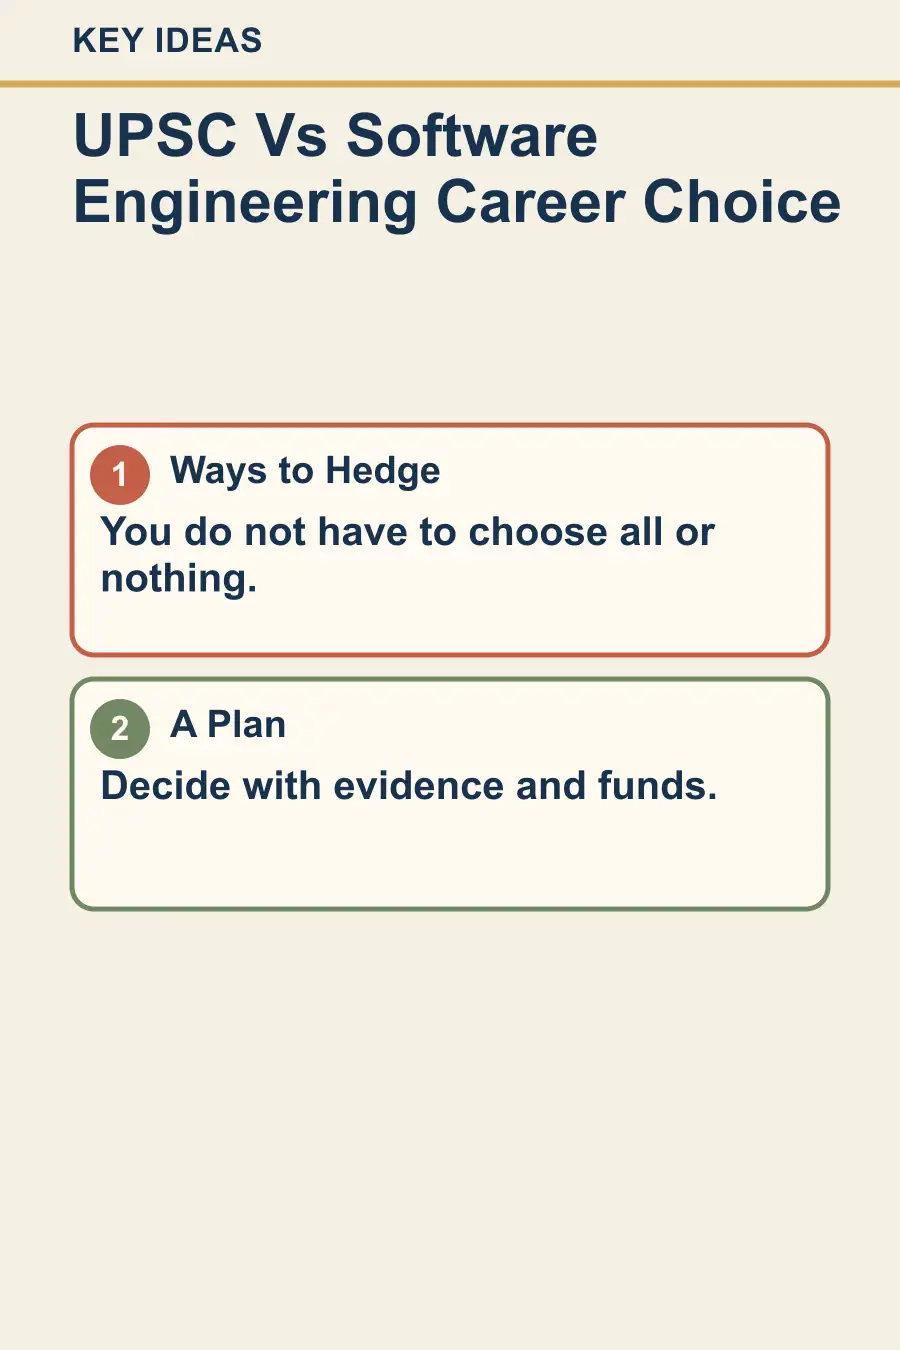 KEY IDEAS
UPSC Vs Software
Engineering Career Choice
1 Ways to Hedge
You do not have to choose all or
nothing.
2 A Plan
Decide with evidence and funds.